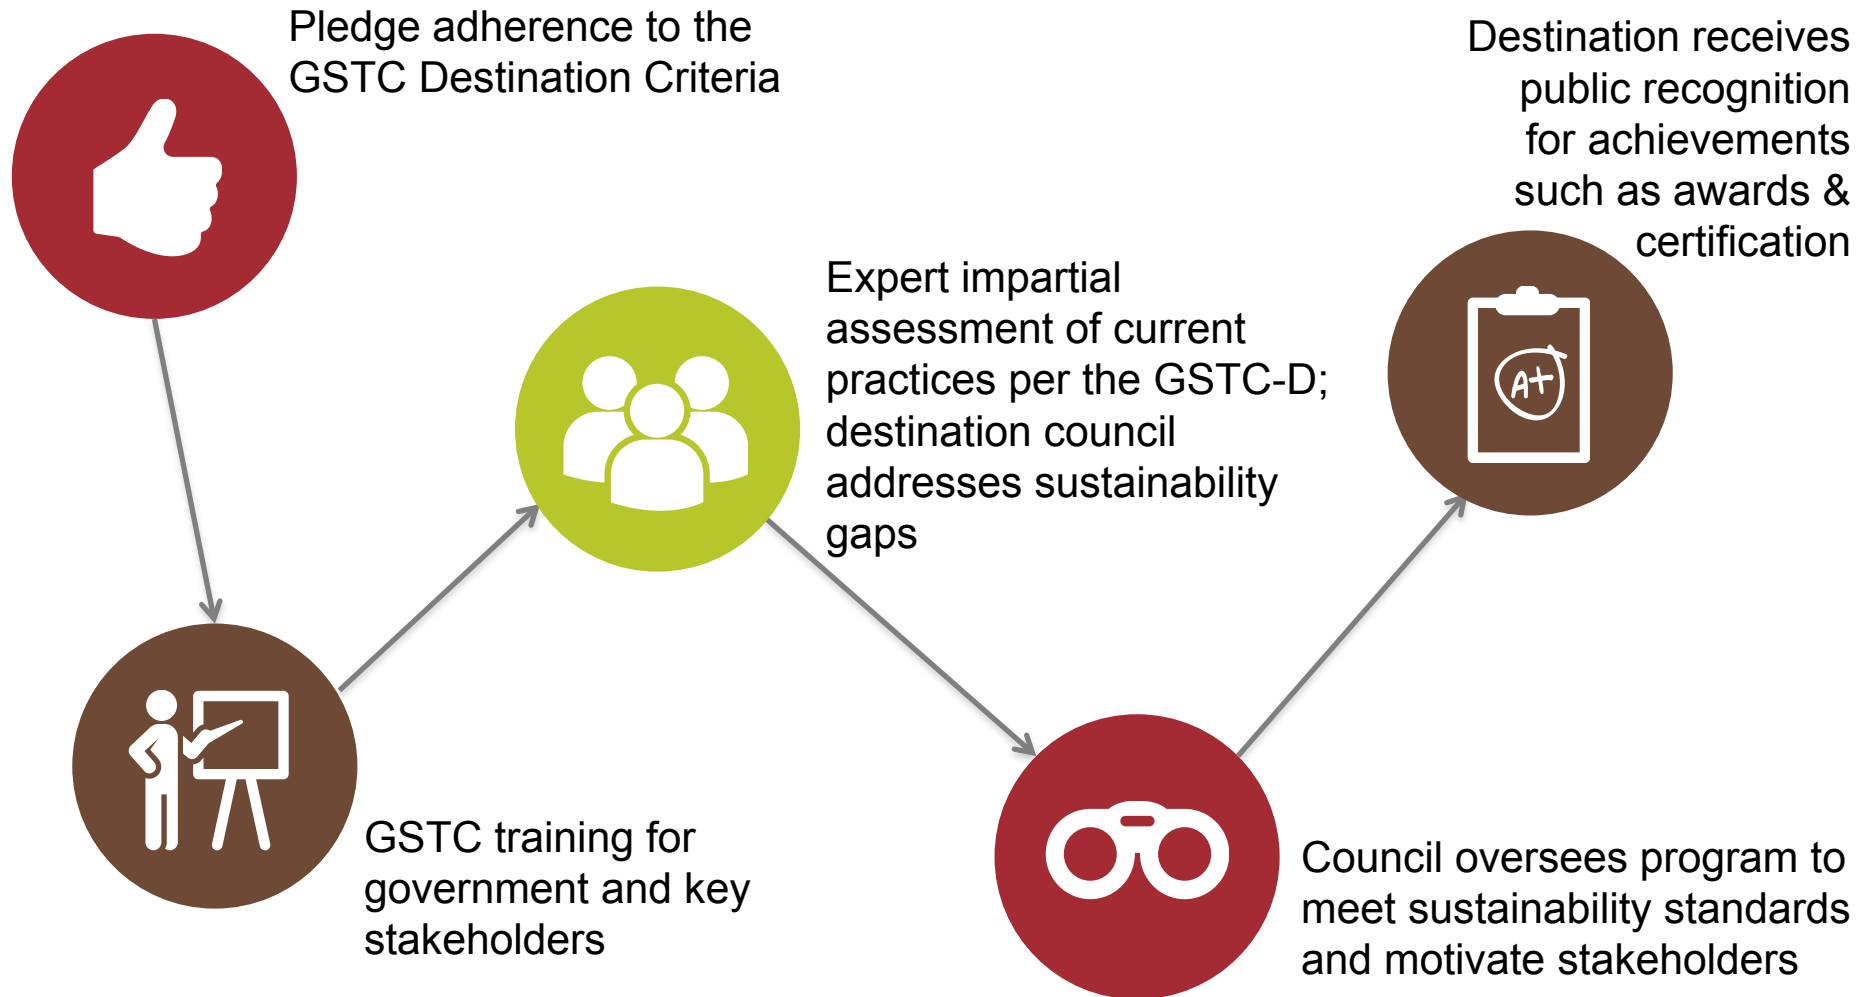 Pledge adherence to the
GSTC Destination Criteria
GSTC training for
government and key
stakeholders
Expert impartial
assessment of current
practices per the GSTC-D;
destination council
addresses sustainability
gaps
Council oversees program to
meet sustainability standards
and motivate stakeholders
Destination receives
public recognition
for achievements
such as awards &
certification
A+